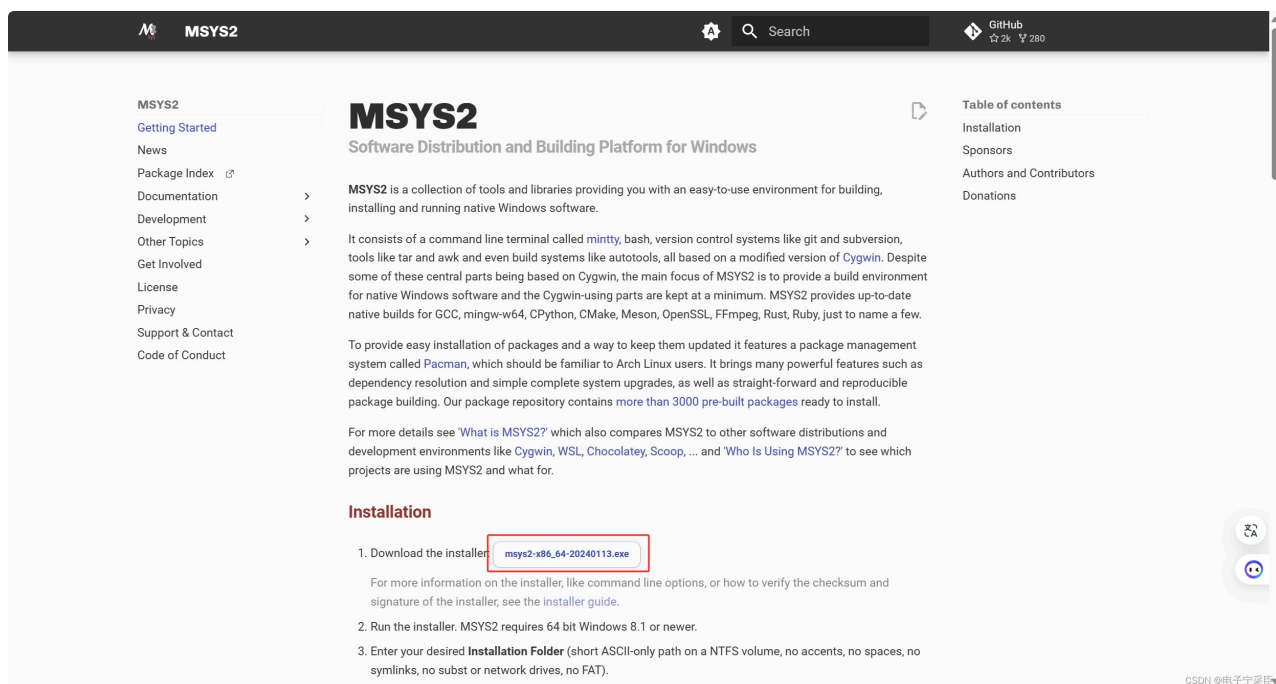 MSYS2
Search
GitHub
2k 280
MSYS2
Getting Started
News
Package Index
Documentation
Development
Other Topics
Get Involved
License
Privacy
Support & Contact
Code of Conduct
MSYS2
Software Distribution and Building Platform for Windows
MSYS2 is a collection of tools and libraries providing you with an easy-to-use environment for building,
installing and running native Windows software.
It consists of a command line terminal called mintty, bash, version control systems like git and subversion,
tools like tar and awk and even build systems like autotools, all based on a modified version of Cygwin. Despite
some of these central parts being based on Cygwin, the main focus of MSYS2 is to provide a build environment
for native Windows software and the Cygwin-using parts are kept at a minimum. MSYS2 provides up-to-date
native builds for GCC, mingw-w64, CPython, CMake, Meson, OpenSSL, FFmpeg, Rust, Ruby, just to name a few.
To provide easy installation of packages and a way to keep them updated it features a package management
system called Pacman, which should be familiar to Arch Linux users. It brings many powerful features such as
dependency resolution and simple complete system upgrades, as well as straight-forward and reproducible
package building. Our package repository contains more than 3000 pre-built packages ready to install.
For more details see 'What is MSYS2?' which also compares MSYS2 to other software distributions and
development environments like Cygwin, WSL, Chocolatey, Scoop, ... and 'Who Is Using MSYS2?' to see which
projects are using MSYS2 and what for.
Installation
1. Download the installer: msys2-x86_64-20240113.exe
For more information on the installer, like command line options, or how to verify the checksum and
signature of the installer, see the installer guide.
2. Run the installer. MSYS2 requires 64 bit Windows 8.1 or newer.
3. Enter your desired Installation Folder (short ASCII-only path on a NTFS volume, no accents, no spaces, no
symlinks, no subst or network drives, no FAT).
Table of contents
Installation
Sponsors
Authors and Contributors
Donations
CSDN @电子宁采臣